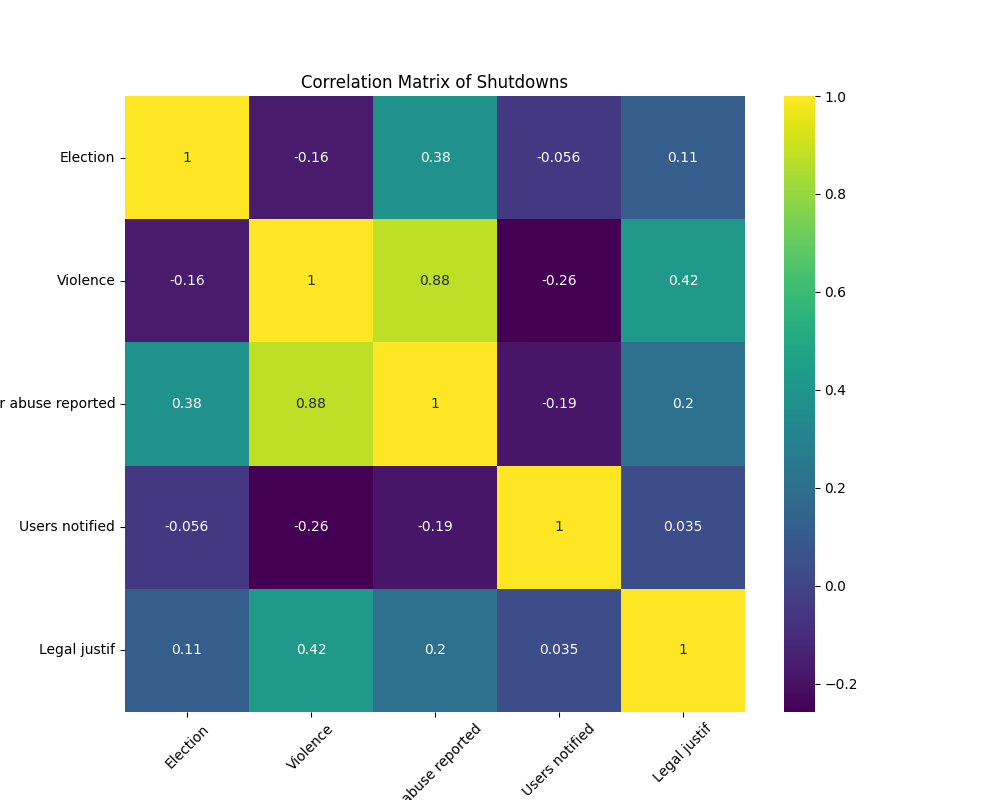 Correlation Matrix of Shutdowns
Election 1 -0.16 0.38 -0.056 0.11
Violence -0.16 1 0.88 -0.26 0.42
r abuse reported 0.38 0.88 1 -0.19 0.2
Users notified -0.056 -0.26 -0.19 1 0.035
Legal justif 0.11 0.42 0.2 0.035 1
Election Violence abuse reported Users notified Legal justif
1.0
0.8
0.6
0.4
0.2
0.0
−0.2